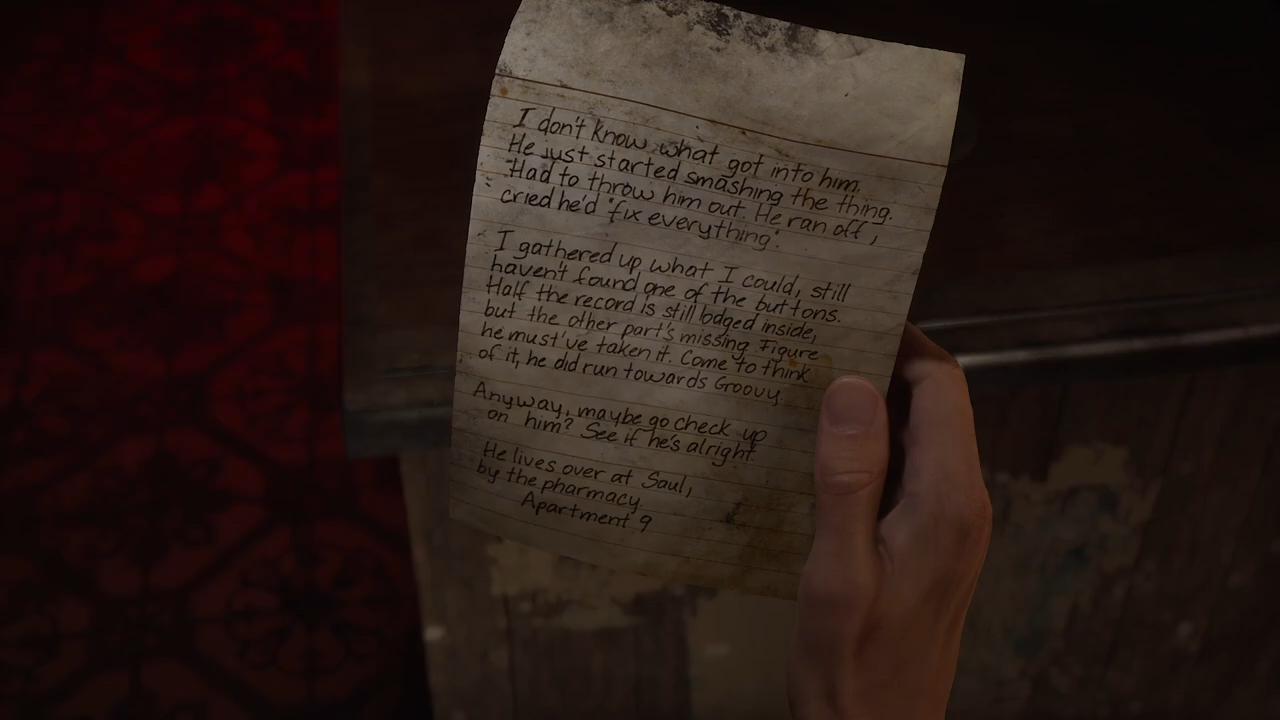 I don't know what got into him.
He just started smashing the thing.
Had to throw him out. He ran off,
cried he'd "fix everything".
I gathered up what I could, still
haven't found one of the buttons.
Half the record is still lodged inside,
but the other part's missing. Figure
he must've taken it. Come to think
of it, he did run towards Groovy.
Anyway, maybe go check up
on him? See if he's alright.
He lives over at Saul,
by the pharmacy
Apartment 9